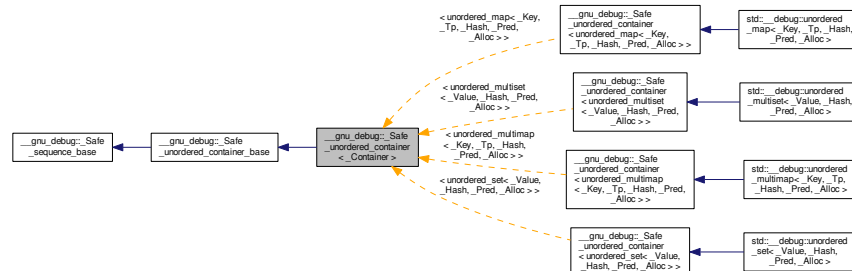 __gnu_debug::_Safe
_sequence_base
__gnu_debug::_Safe
_unordered_container_base
__gnu_debug::_Safe
_unordered_container
< _Container >
< unordered_map< _Key,
_Tp, _Hash, _Pred,
_Alloc > >
< unordered_multiset
< _Value, _Hash, _Pred,
_Alloc > >
< unordered_multimap
< _Key, _Tp, _Hash,
_Pred, _Alloc > >
< unordered_set< _Value,
_Hash, _Pred, _Alloc > >
__gnu_debug::_Safe
_unordered_container
< unordered_map< _Key,
_Tp, _Hash, _Pred,
_Alloc > >
std::__debug::unordered
_map< _Key, _Tp, _Hash,
_Pred, _Alloc >
__gnu_debug::_Safe
_unordered_container
< unordered_multiset
< _Value, _Hash, _Pred,
_Alloc > >
std::__debug::unordered
_multiset< _Value, _Hash,
_Pred, _Alloc >
__gnu_debug::_Safe
_unordered_container
< unordered_multimap
< _Key, _Tp, _Hash, _Pred,
_Alloc > >
std::__debug::unordered
_multimap< _Key, _Tp,
_Hash, _Pred, _Alloc >
__gnu_debug::_Safe
_unordered_container
< unordered_set< _Value,
_Hash, _Pred, _Alloc > >
std::__debug::unordered
_set< _Value, _Hash,
_Pred, _Alloc >